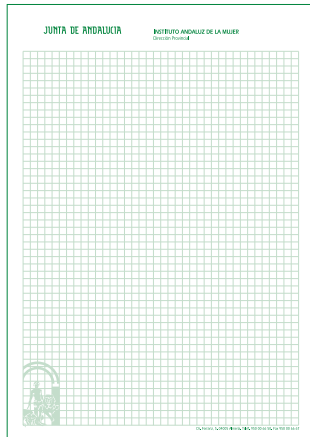 JUNTA DE ANDALUCIA
INSTITUTO ANDALUZ DE LA MUJER
Dirección Provincial